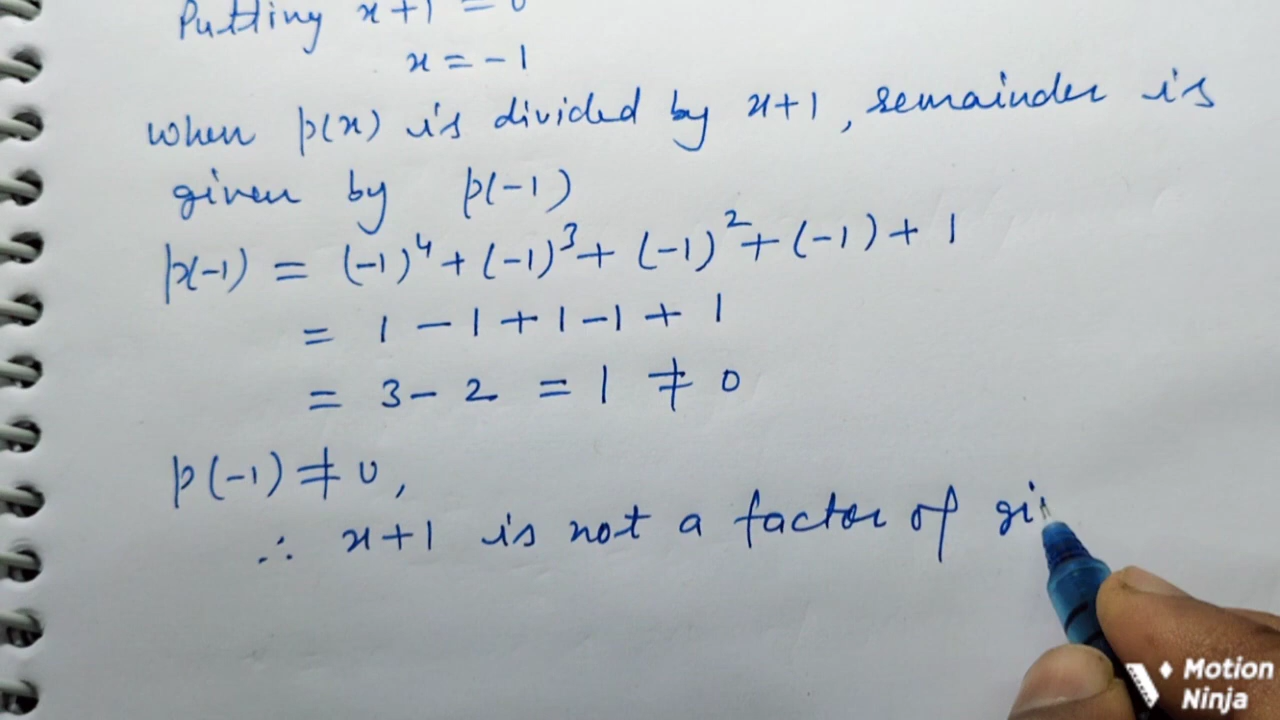 Putting x+1 = 0
x = -1
when p(x) is divided by x+1, remainder is
given by p(-1)
p(-1) = (-1)⁴ + (-1)³ + (-1)² + (-1) + 1
= 1 - 1 + 1 - 1 + 1
= 3 - 2 = 1 ≠ 0
p(-1) ≠ 0,
∴ x+1 is not a factor of gi
Motion
Ninja